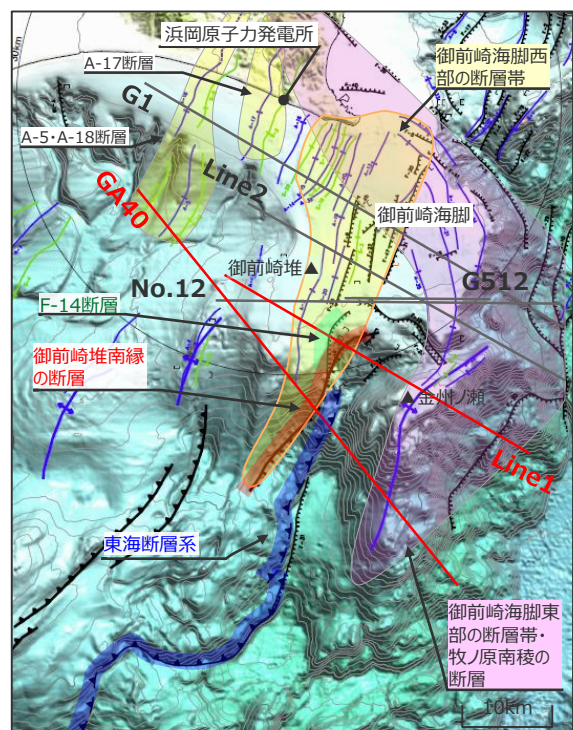 浜岡原子力発電所
A-17断層
御前崎海脚西
部の断層帯
G1
A-5・A-18断層
Line2
GA40
御前崎海脚
御前崎堆
G512
No.12
F-14断層
御前崎堆南縁
の断層
金州ノ瀬
Line1
東海断層系
御前崎海脚東
部の断層帯・
牧ノ原南稜の
断層
10km